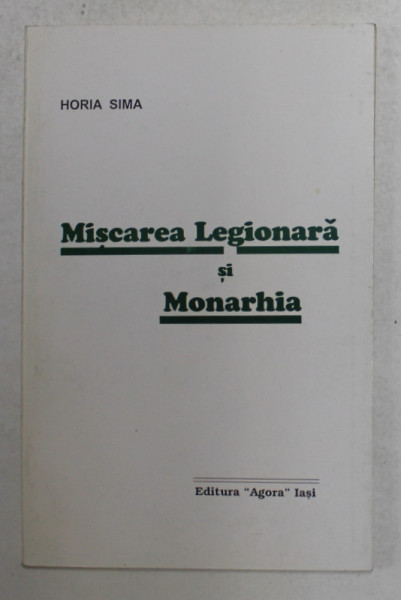 HORIA SIMA
Mișcarea Legionară
și
Monarhia
Editura "Agora" Iași